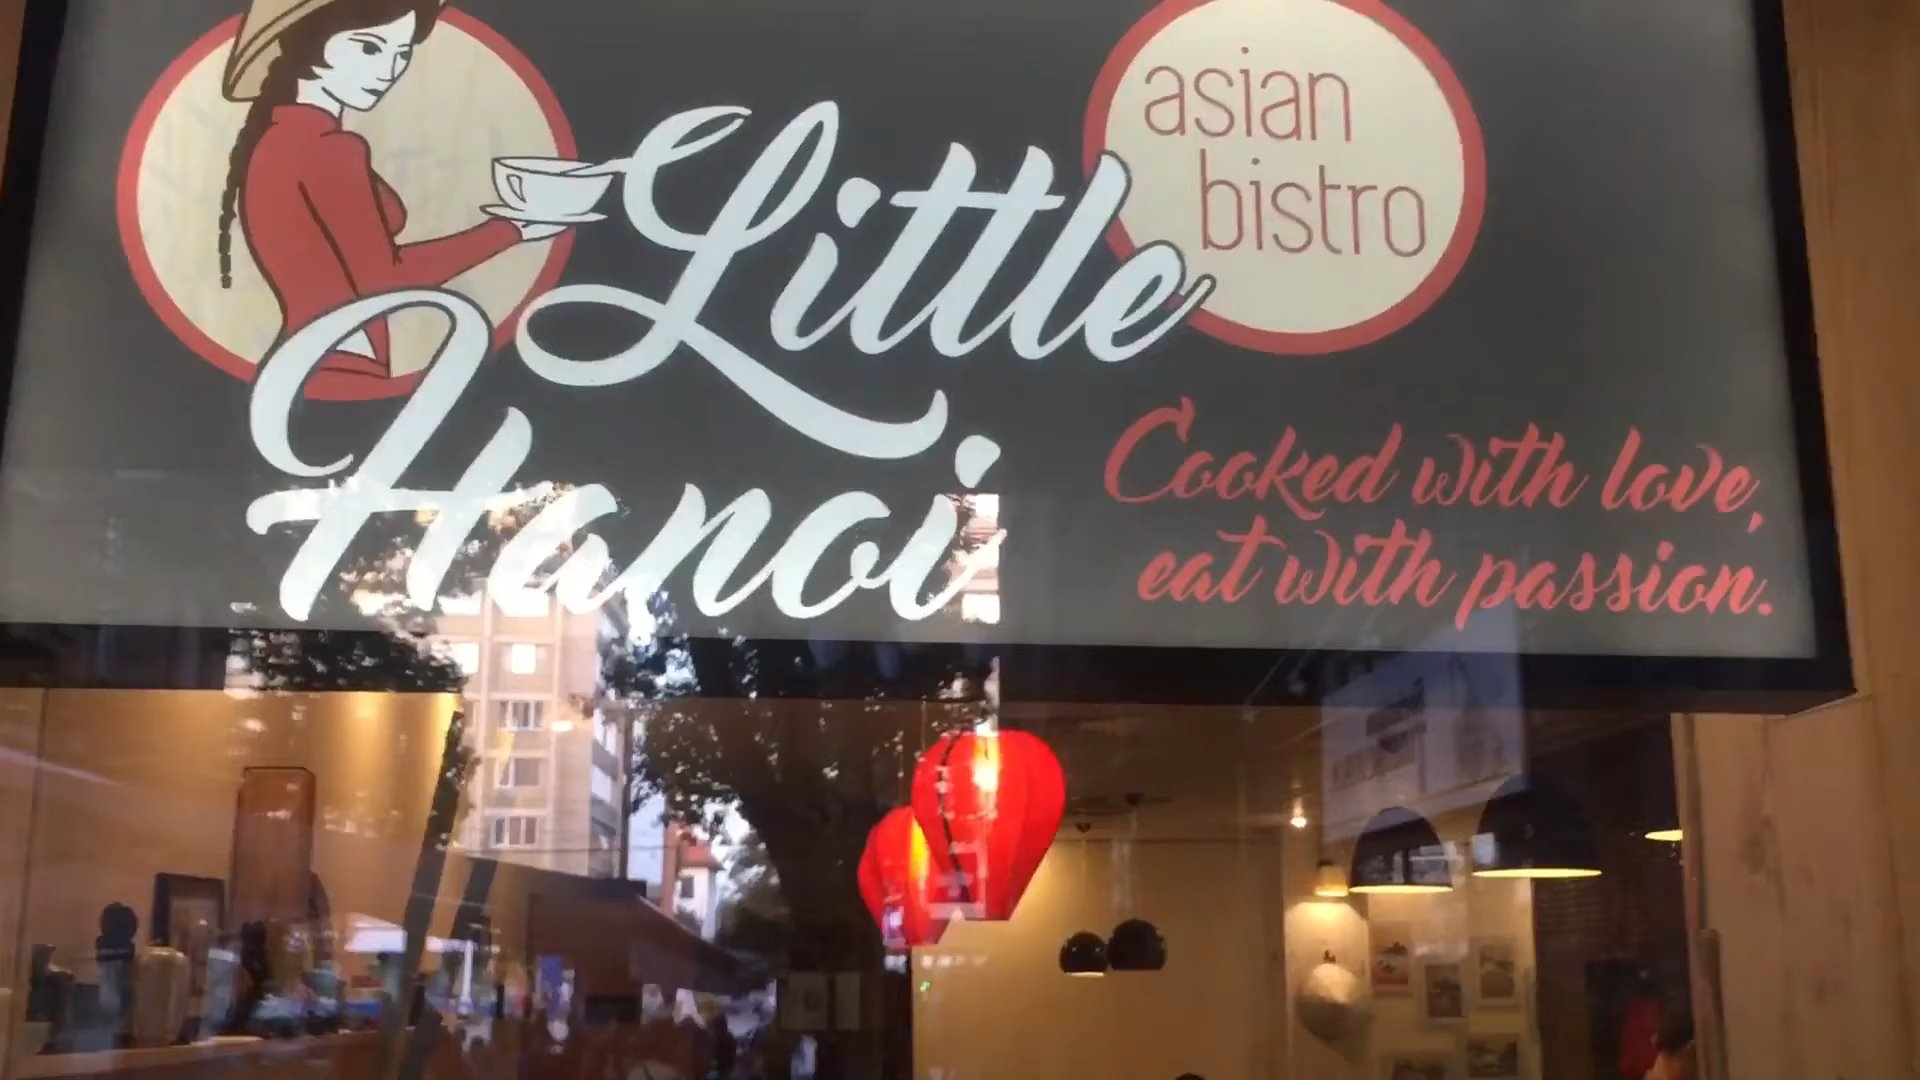 Little
Hanoi
asian
bistro
Cooked with love,
eat with passion.